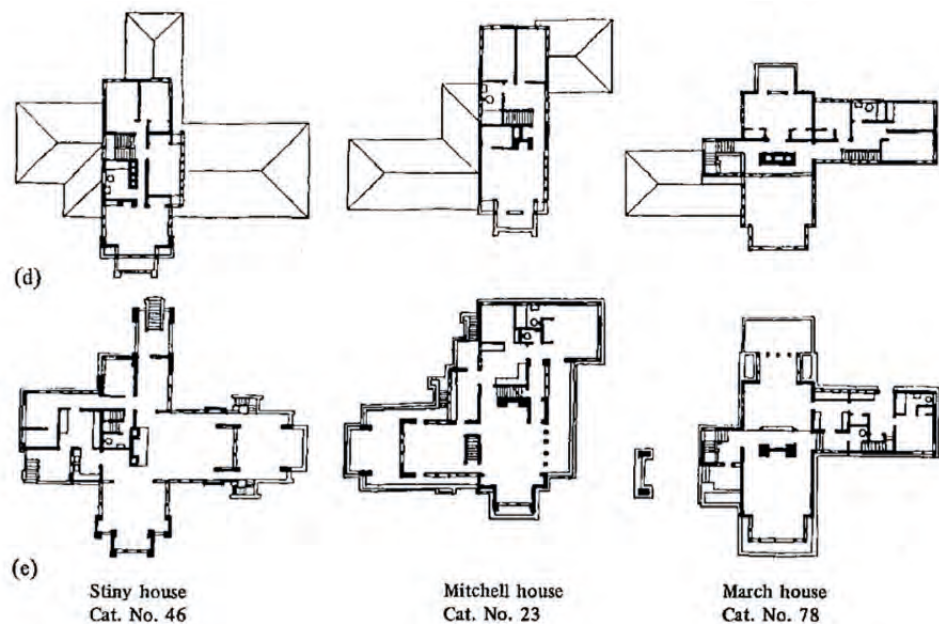 (d)
(e)
Stiny house
Cat. No. 46
Mitchell house
Cat. No. 23
March house
Cat. No. 78